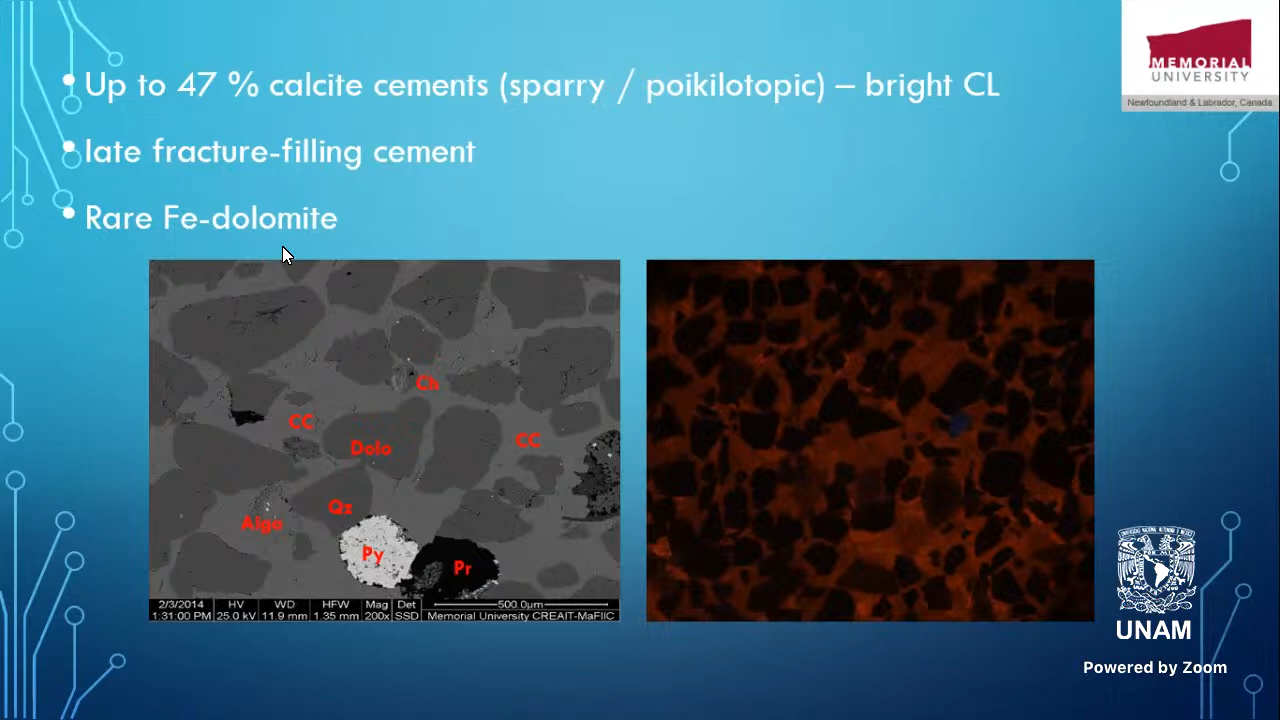 MEMORIAL
UNIVERSITY
Newfoundland & Labrador, Canada
• Up to 47 % calcite cements (sparry / poikilotopic) – bright CL
• late fracture-filling cement
• Rare Fe-dolomite
Ch
CC
CC
Dolo
Qz
Alga
Py
Pr
2/3/2014 HV WD HFW Mag Det 500.0µm
1:31:00 PM 25.0 kV 11.9 mm 1.35 mm 200x SSD Memorial University CREAIT-MaFIIC
UNAM
Powered by Zoom